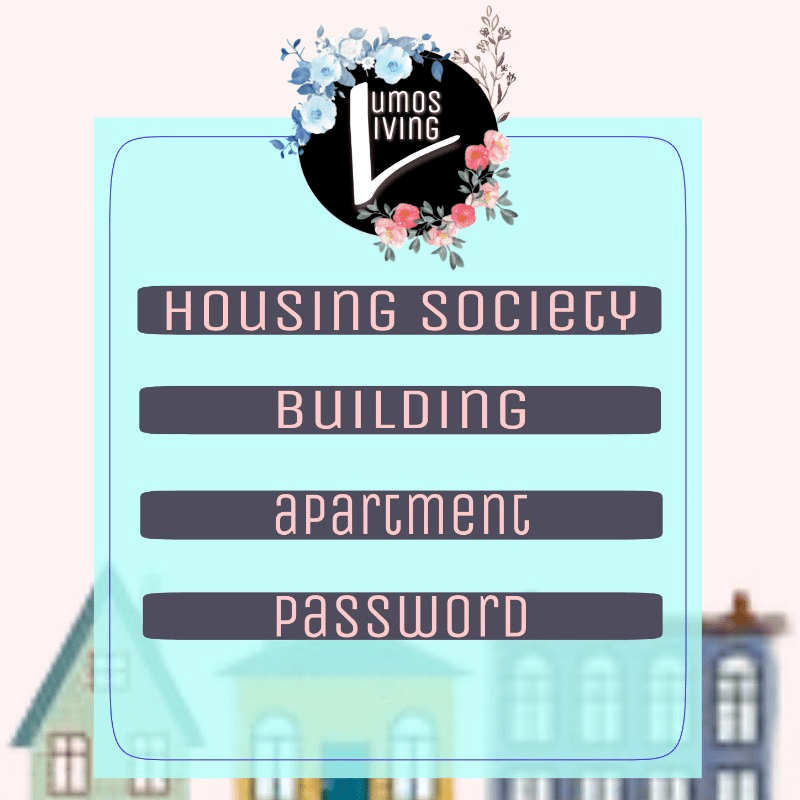 Lumos
Living
HOUSING SOCIETY
BUILDING
apartment
password